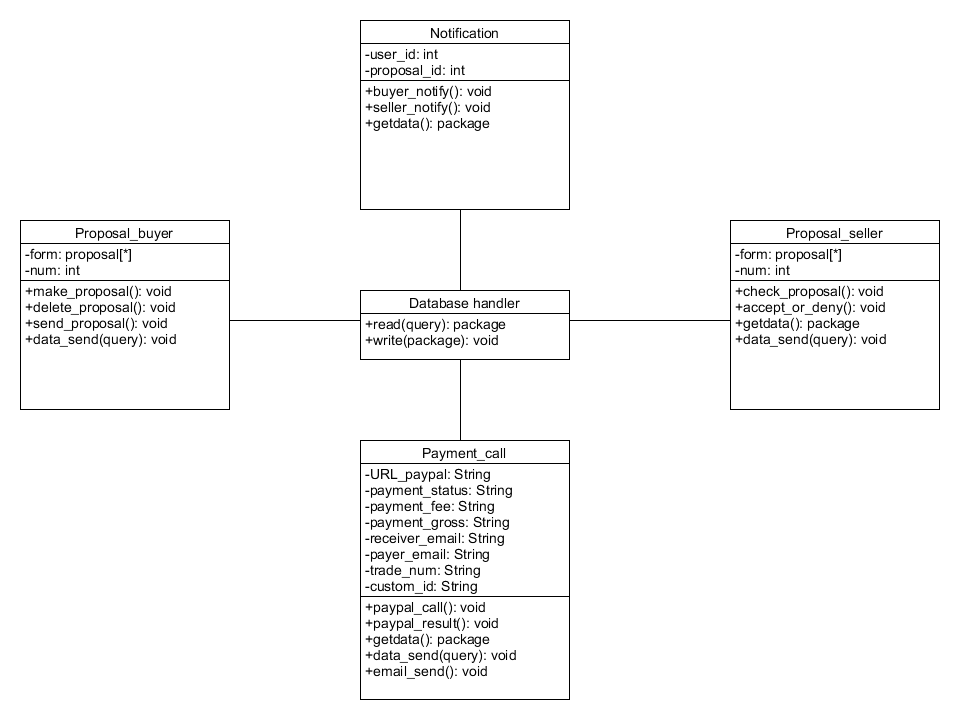 Notification
-user_id: int
-proposal_id: int
+buyer_notify(): void
+seller_notify(): void
+getdata(): package
Proposal_buyer
-form: proposal[*]
-num: int
+make_proposal(): void
+delete_proposal(): void
+send_proposal(): void
+data_send(query): void
Database handler
+read(query): package
+write(package): void
Proposal_seller
-form: proposal[*]
-num: int
+check_proposal(): void
+accept_or_deny(): void
+getdata(): package
+data_send(query): void
Payment_call
-URL_paypal: String
-payment_status: String
-payment_fee: String
-payment_gross: String
-receiver_email: String
-payer_email: String
-trade_num: String
-custom_id: String
+paypal_call(): void
+paypal_result(): void
+getdata(): package
+data_send(query): void
+email_send(): void